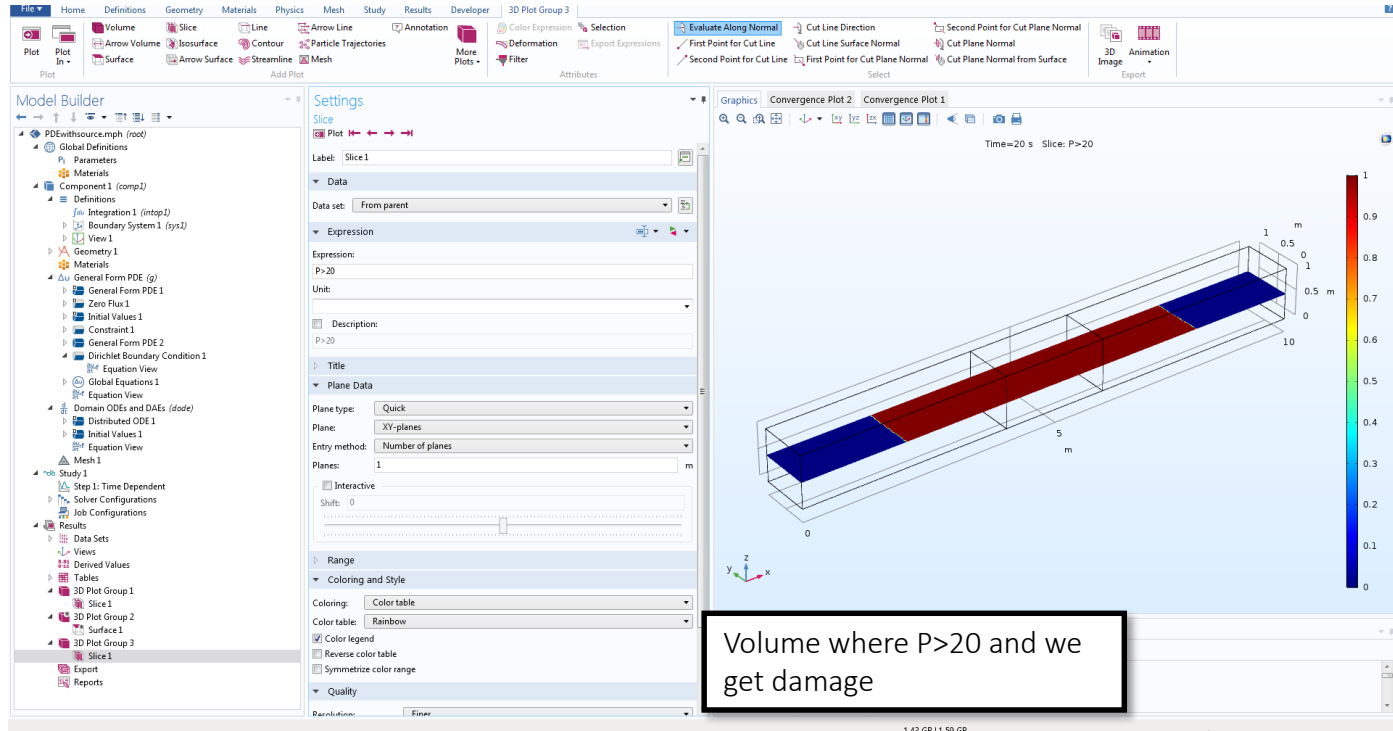 File Home Definitions Geometry Materials Physics Mesh Study Results Developer 3D Plot Group 3
Plot
Plot In
Volume Slice Line Arrow Line Annotation
Arrow Volume Isosurface Contour Particle Trajectories
Surface Arrow Surface Streamline Mesh
More Plots
Add Plot
Color Expression Selection
Deformation Export Expressions
Filter
Attributes
Evaluate Along Normal Cut Line Direction Second Point for Cut Plane Normal
First Point for Cut Line Cut Line Surface Normal Cut Plane Normal
Second Point for Cut Line First Point for Cut Plane Normal Cut Plane Normal from Surface
Select
3D Image
Animation
Export
Plot
Model Builder
PDEwithsource.mph (root)
Global Definitions
Pi Parameters
Materials
Component 1 (comp1)
Definitions
Integration 1 (intop1)
Boundary System 1 (sys1)
View 1
Geometry 1
Materials
Δu General Form PDE (g)
General Form PDE 1
Zero Flux 1
Initial Values 1
Constraint 1
General Form PDE 2
Dirichlet Boundary Condition 1
Equation View
Global Equations 1
Equation View
Domain ODEs and DAEs (dode)
Distributed ODE 1
Initial Values 1
Equation View
Mesh 1
Study 1
Step 1: Time Dependent
Solver Configurations
Job Configurations
Results
Data Sets
Views
Derived Values
Tables
3D Plot Group 1
Slice 1
3D Plot Group 2
Surface 1
3D Plot Group 3
Slice 1
Export
Reports
Settings
Slice
Plot
Label: Slice 1
Data
Data set: From parent
Expression
Expression:
P>20
Unit:
Description:
P>20
Title
Plane Data
Plane type: Quick
Plane: XY-planes
Entry method: Number of planes
Planes: 1 m
Interactive
Shift: 0
Range
Coloring and Style
Coloring: Color table
Color table: Rainbow
Color legend
Reverse color table
Symmetrize color range
Quality
Resolution: Finer
Graphics Convergence Plot 2 Convergence Plot 1
Time=20 s Slice: P>20
1
0.9
0.8
0.7
0.6
0.5
0.4
0.3
0.2
0.1
0
1 m
0.5
0
1
0.5 m
0
10
5
m
0
z
y x
Volume where P>20 and we
get damage
1.43 GB | 1.59 GB